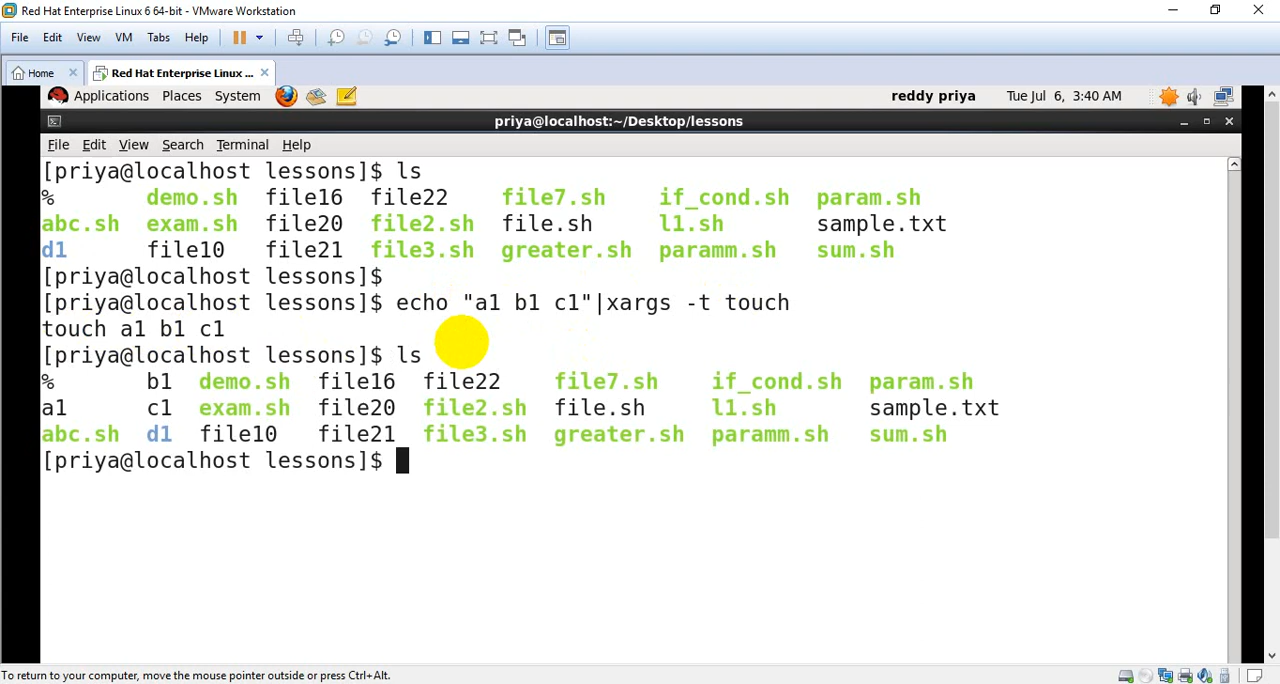 Red Hat Enterprise Linux 6 64-bit - VMware Workstation
File Edit View VM Tabs Help
Home Red Hat Enterprise Linux ...
Applications Places System reddy priya Tue Jul 6, 3:40 AM
priya@localhost:~/Desktop/lessons
File Edit View Search Terminal Help
[priya@localhost lessons]$ ls
% demo.sh file16 file22 file7.sh if_cond.sh param.sh
abc.sh exam.sh file20 file2.sh file.sh l1.sh sample.txt
d1 file10 file21 file3.sh greater.sh paramm.sh sum.sh
[priya@localhost lessons]$
[priya@localhost lessons]$ echo "a1 b1 c1"|xargs -t touch
touch a1 b1 c1
[priya@localhost lessons]$ ls
% b1 demo.sh file16 file22 file7.sh if_cond.sh param.sh
a1 c1 exam.sh file20 file2.sh file.sh l1.sh sample.txt
abc.sh d1 file10 file21 file3.sh greater.sh paramm.sh sum.sh
[priya@localhost lessons]$
To return to your computer, move the mouse pointer outside or press Ctrl+Alt.